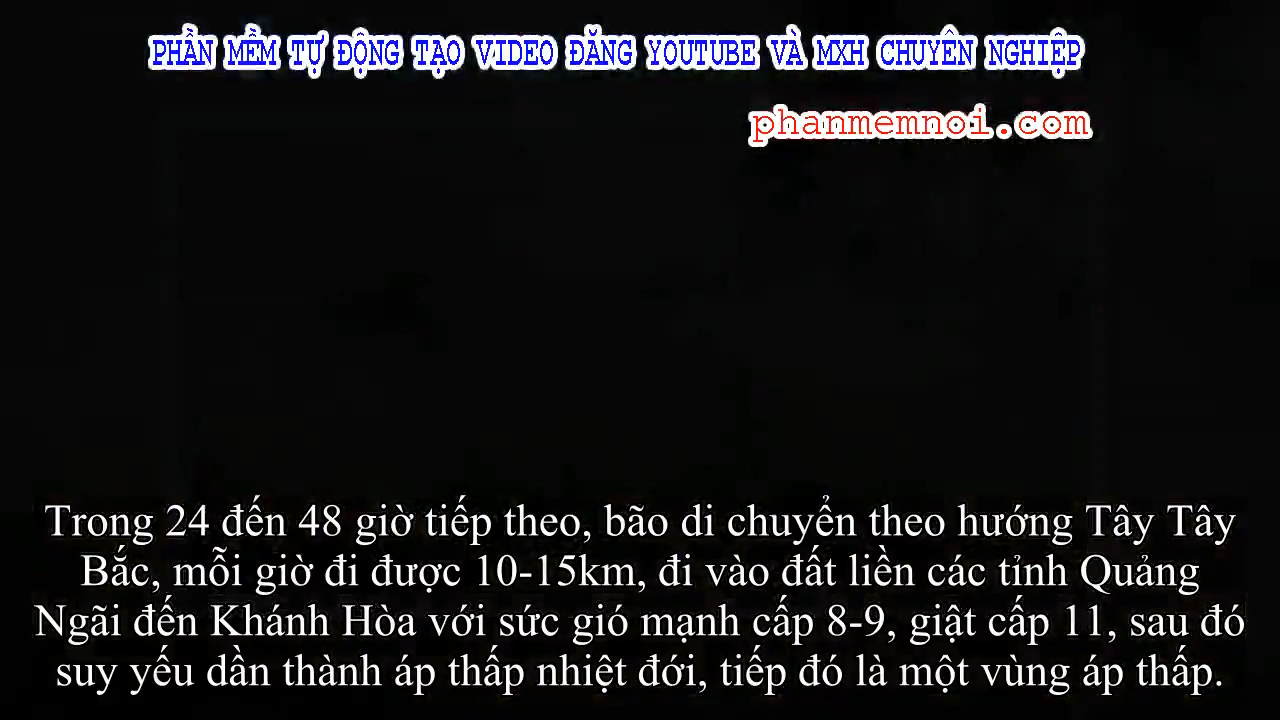 PHẦN MỀM TỰ ĐỘNG TẠO VIDEO ĐĂNG YOUTUBE VÀ MXH CHUYÊN NGHIỆP
phanmemnoi.com
Trong 24 đến 48 giờ tiếp theo, bão di chuyển theo hướng Tây Tây
Bắc, mỗi giờ đi được 10-15km, đi vào đất liền các tỉnh Quảng
Ngãi đến Khánh Hòa với sức gió mạnh cấp 8-9, giật cấp 11, sau đó
suy yếu dần thành áp thấp nhiệt đới, tiếp đó là một vùng áp thấp.